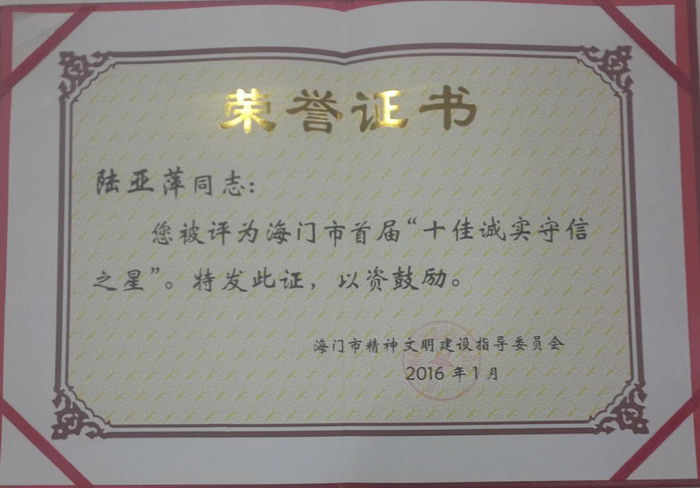 荣誉证书
陆亚萍同志：
您被评为海门市首届“十佳诚实守信
之星”。特发此证，以资鼓励。
海门市精神文明建设指导委员会
2016年1月